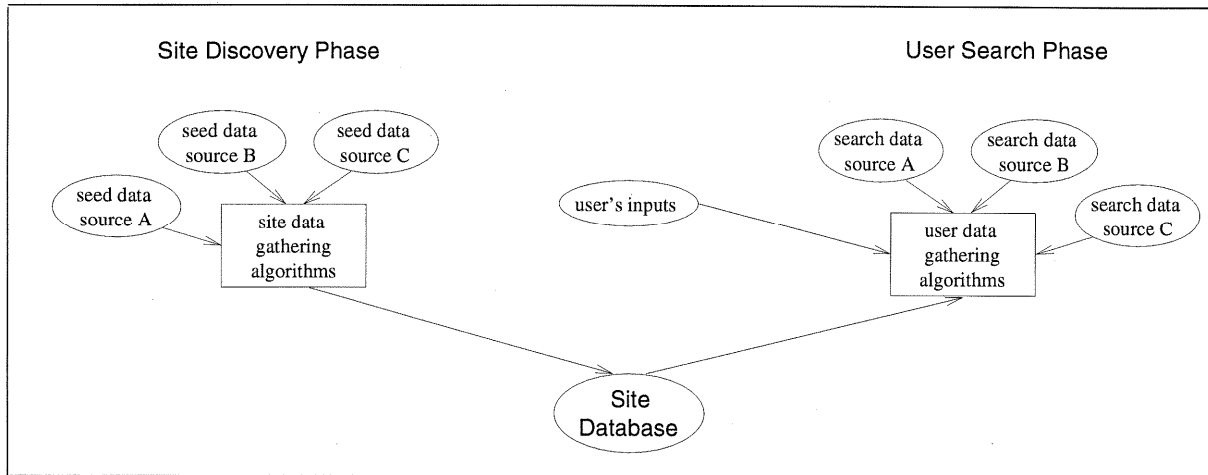 Site Discovery Phase
User Search Phase
seed data
source B
seed data
source C
seed data
source A
site data
gathering
algorithms
user's inputs
search data
source A
search data
source B
search data
source C
user data
gathering
algorithms
Site
Database